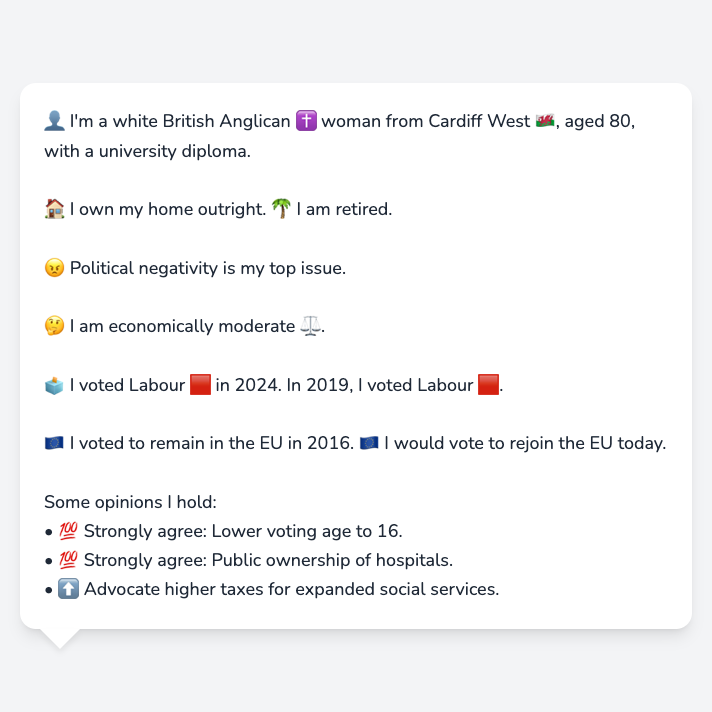 👤 I'm a white British Anglican ✝️ woman from Cardiff West 🏴󠁧󠁢󠁷󠁬󠁳󠁿, aged 80,
with a university diploma.
🏠 I own my home outright. 🌴 I am retired.
😠 Political negativity is my top issue.
🤔 I am economically moderate ⚖️.
🗳️ I voted Labour 🟥 in 2024. In 2019, I voted Labour 🟥.
🇪🇺 I voted to remain in the EU in 2016. 🇪🇺 I would vote to rejoin the EU today.
Some opinions I hold:
• 💯 Strongly agree: Lower voting age to 16.
• 💯 Strongly agree: Public ownership of hospitals.
• ⬆️ Advocate higher taxes for expanded social services.